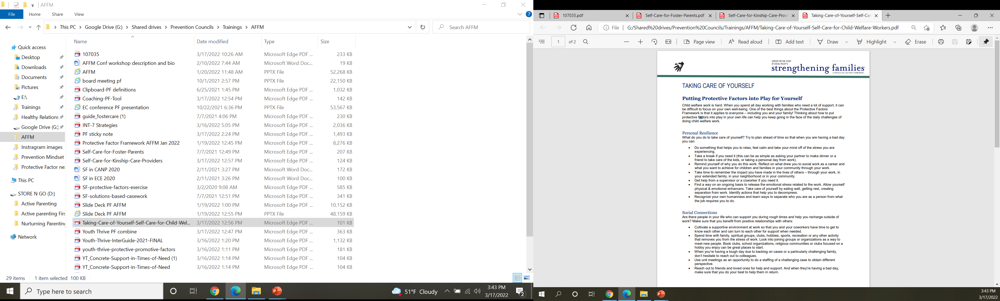 AFFM
File Home Share View
This PC > Google Drive (G:) > Shared drives > Prevention Councils > Trainings > AFFM
Search AFFM
Quick access
Desktop
Downloads
Documents
Pictures
E:\
Trainings
Healthy Relations
Google Drive (G:)
AFFM
Instragram images
Prevention Mindset
Protective Factor ne
This PC
STORE N GO (D:)
Active Parenting
Active parenting Firs
Nurturning Parenting
Network
Name Date modified Type Size
107035 3/17/2022 10:26 AM Microsoft Edge PDF ... 233 KB
AFFM Conf workshop description and bio 2/10/2022 7:44 AM Microsoft Word Doc... 19 KB
AFFM 1/20/2022 11:48 AM PPTX File 52,268 KB
board meeting pf 10/1/2021 2:57 PM PPTX File 22,150 KB
Clipboard-PF definitions 6/25/2021 1:45 PM Microsoft Edge PDF ... 1,032 KB
Coaching-PF-Tool 3/17/2022 12:54 PM Microsoft Edge PDF ... 142 KB
EC conference PF presentation 10/22/2021 6:36 PM PPTX File 53,567 KB
guide_fostercare (1) 7/7/2021 4:06 PM Microsoft Edge PDF ... 230 KB
INT-7 Strategies 3/16/2022 5:05 PM Microsoft Edge PDF ... 2,036 KB
PF sticky note 3/17/2022 2:24 PM Microsoft Edge PDF ... 1,493 KB
Protective Factor Framework AFFM Jan 2022 1/19/2022 12:45 PM Microsoft Edge PDF ... 8,276 KB
Self-Care-for-Foster-Parents 7/7/2021 12:49 PM Microsoft Edge PDF ... 207 KB
Self-Care-for-Kinship-Care-Providers 3/17/2022 12:57 PM Microsoft Edge PDF ... 124 KB
SF in CANP 2020 2/11/2021 3:27 PM Microsoft Word Doc... 172 KB
SF in ECE 2020 2/11/2021 3:26 PM Microsoft Word Doc... 100 KB
SF-protective-factors-exercise 3/2/2020 9:08 AM Microsoft Edge PDF ... 585 KB
SF-solutions-based-casework 7/7/2021 12:51 PM Microsoft Edge PDF ... 341 KB
Slide Deck PF AFFM 1/19/2022 1:00 PM Microsoft Edge PDF ... 10,152 KB
Slide Deck PF AFFM 1/19/2022 12:55 PM PPTX File 48,159 KB
Taking-Care-of-Yourself-Self-Care-for-Child-Wel... 3/17/2022 12:56 PM Microsoft Edge PDF ... 101 KB
Youth Thrive PF combine 3/17/2022 12:47 PM Microsoft Edge PDF ... 363 KB
Youth-Thrive-InterGuide-2021-FINAL 3/16/2022 1:20 PM Microsoft Edge PDF ... 1,132 KB
youth-thrive-protective-promotive-factors 3/16/2022 1:11 PM Microsoft Edge PDF ... 181 KB
YT_Concrete-Support-in-Times-of-Need (1) 3/16/2022 1:14 PM Microsoft Edge PDF ... 104 KB
YT_Concrete-Support-in-Times-of-Need 3/16/2022 1:14 PM Microsoft Edge PDF ... 104 KB
29 items 1 item selected 100 KB
Type here to search
51°F Cloudy
3:43 PM
3/17/2022
2
107035.pdf Self-Care-for-Foster-Parents.pdf Self-Care-for-Kinship-Care-Provi Taking-Care-of-Yourself-Self-Car
File G:/Shared%20drives/Prevention%20Councils/Trainings/AFFM/Taking-Care-of-Yourself-Self-Care-for-Child-Welfare-Workers.pdf
1 of 2 Page view Read aloud Add text Draw Highlight Erase
CENTER FOR THE STUDY
OF SOCIAL POLICY'S
strengthening families
A PROTECTIVE FACTORS FRAMEWORK
TAKING CARE OF YOURSELF
Putting Protective Factors into Play for Yourself
Child welfare work is hard. When you spend all day working with families who need a lot of support, it can
be difficult to focus on your own well-being. One of the best things about the Protective Factors
Framework is that it applies to everyone – including you and your family! Thinking about how to put
protective factors into play in your own life can help you keep going in the face of the daily challenges of
doing child welfare work.
Personal Resilience
What do you do to take care of yourself? Try to plan ahead of time so that when you are having a bad day
you can:
• Do something that helps you to relax, feel calm and take your mind off of the stress you are
experiencing.
• Take a break if you need it (this can be as simple as asking your partner to make dinner or a
friend to take care of the kids, or taking a personal day from work).
• Remind yourself of why you do this work. Reflect on what drew you to social work as a career and
what you want to achieve for children and families in your community through your work.
• Take time to remember the impact you have made in the lives of others – through your work, in
your extended family, in your neighborhood or in your community.
• Get help from a supervisor or a coworker if you need it.
• Find a way on an ongoing basis to release the emotional stress related to the work. Allow yourself
physical & emotional enhancers. Take care of yourself by eating well, getting rest, creating
separation from work. Identify actions that help you to decompress.
• Recognize your own humanness and learn ways to separate who you are as a person from what
the job requires you to do.
Social Connections
Are there people in your life who can support you during rough times and help you recharge outside of
work? Make sure that you benefit from positive relationships with others:
• Cultivate a supportive environment at work so that you and your coworkers have time to get to
know each other and can turn to each other for support when needed.
• Spend time with family, spiritual groups, clubs, hobbies, sports, recreation or any other activity
that removes you from the stress of work. Look into joining groups or organizations as a way to
meet new people. Book clubs, school organizations, religious communities or clubs focused on a
hobby you enjoy can be great places to start.
• When you're having a tough day due to backlog on cases or a particularly challenging family,
don't hesitate to reach out to colleagues.
• Use unit meetings as an opportunity to do a staffing of a challenging case to obtain different
perspective.
• Reach out to friends and loved ones for help and support. And when they're having a bad day,
make sure that you do your best to help them in return.
3:43 PM
3/17/2022